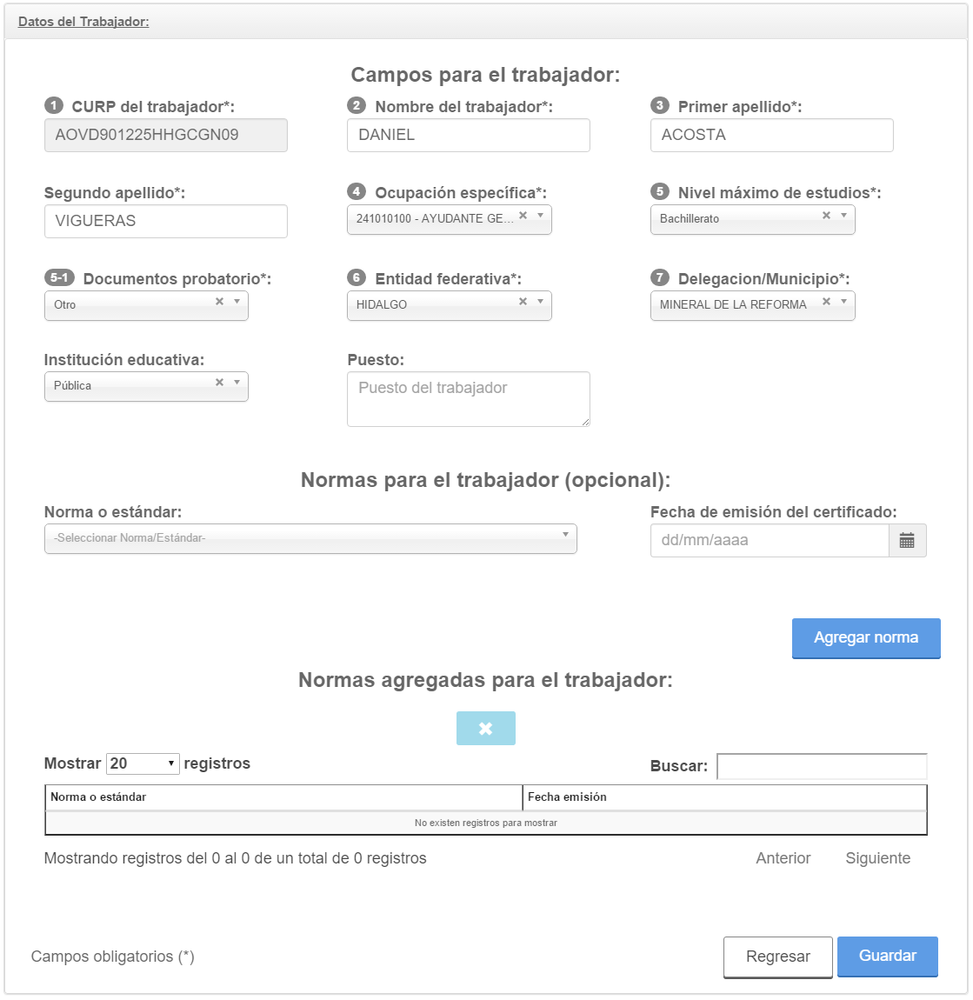 Datos del Trabajador:
Campos para el trabajador:
1 CURP del trabajador*:
2 Nombre del trabajador*:
3 Primer apellido*:
AOVD901225HHGCGN09
DANIEL
ACOSTA
Segundo apellido*:
4 Ocupación específica*:
5 Nivel máximo de estudios*:
VIGUERAS
241010100 - AYUDANTE GE...
Bachillerato
5-1 Documentos probatorio*:
6 Entidad federativa*:
7 Delegacion/Municipio*:
Otro
HIDALGO
MINERAL DE LA REFORMA
Institución educativa:
Puesto:
Pública
Puesto del trabajador
Normas para el trabajador (opcional):
Norma o estándar:
Fecha de emisión del certificado:
-Seleccionar Norma/Estándar-
dd/mm/aaaa
Agregar norma
Normas agregadas para el trabajador:
Mostrar 20 registros
Buscar:
Norma o estándar
Fecha emisión
No existen registros para mostrar
Mostrando registros del 0 al 0 de un total de 0 registros
Anterior
Siguiente
Campos obligatorios (*)
Regresar
Guardar